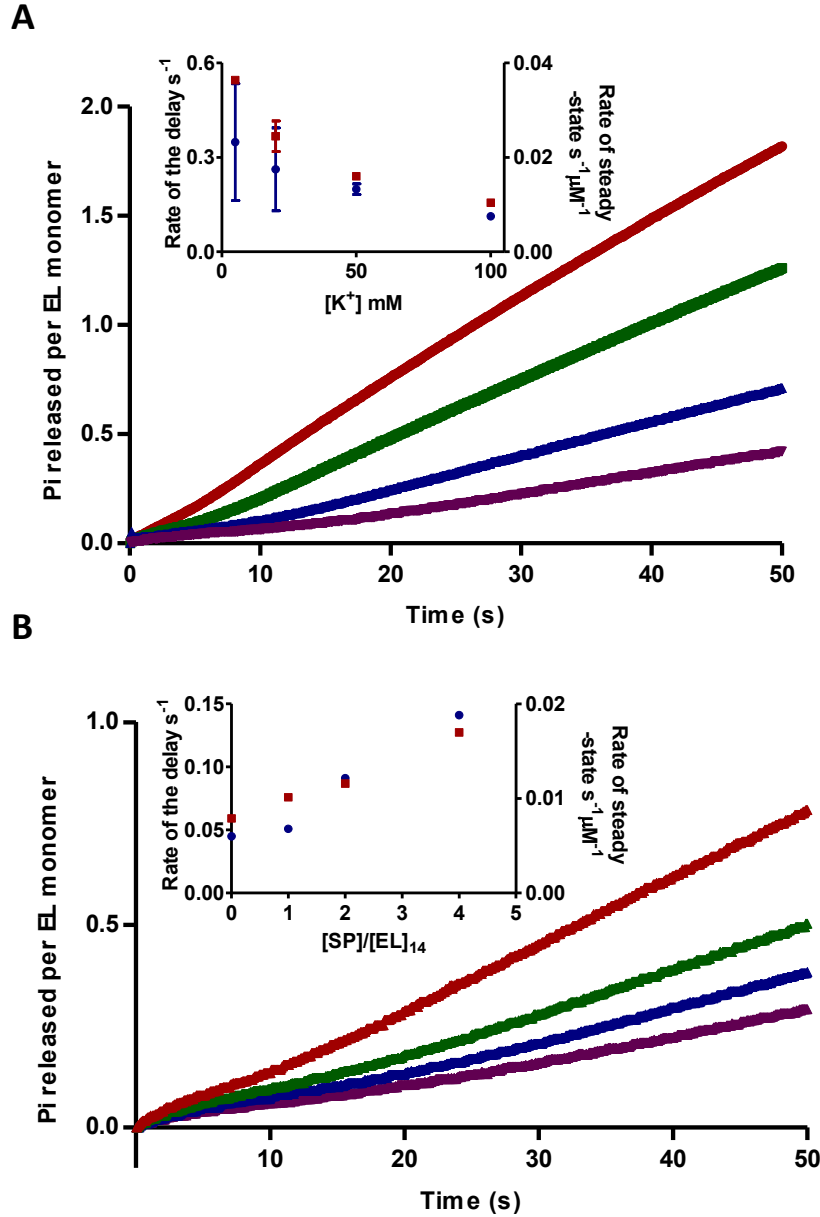 A
Rate of the delay s⁻¹
0.6
0.3
0.0
0.04
0.02
0.00
Rate of steady
-state s⁻¹µM⁻¹
0
50
100
[K⁺] mM
Pi released per EL monomer
2.0
1.5
1.0
0.5
0.0
0
10
20
30
40
50
Time (s)
B
Rate of the delay s⁻¹
0.15
0.10
0.05
0.00
0.02
0.01
0.00
Rate of steady
-state s⁻¹µM⁻¹
0
1
2
3
4
5
[SP]/[EL]₁₄
Pi released per EL monomer
1.0
0.5
0.0
10
20
30
40
50
Time (s)